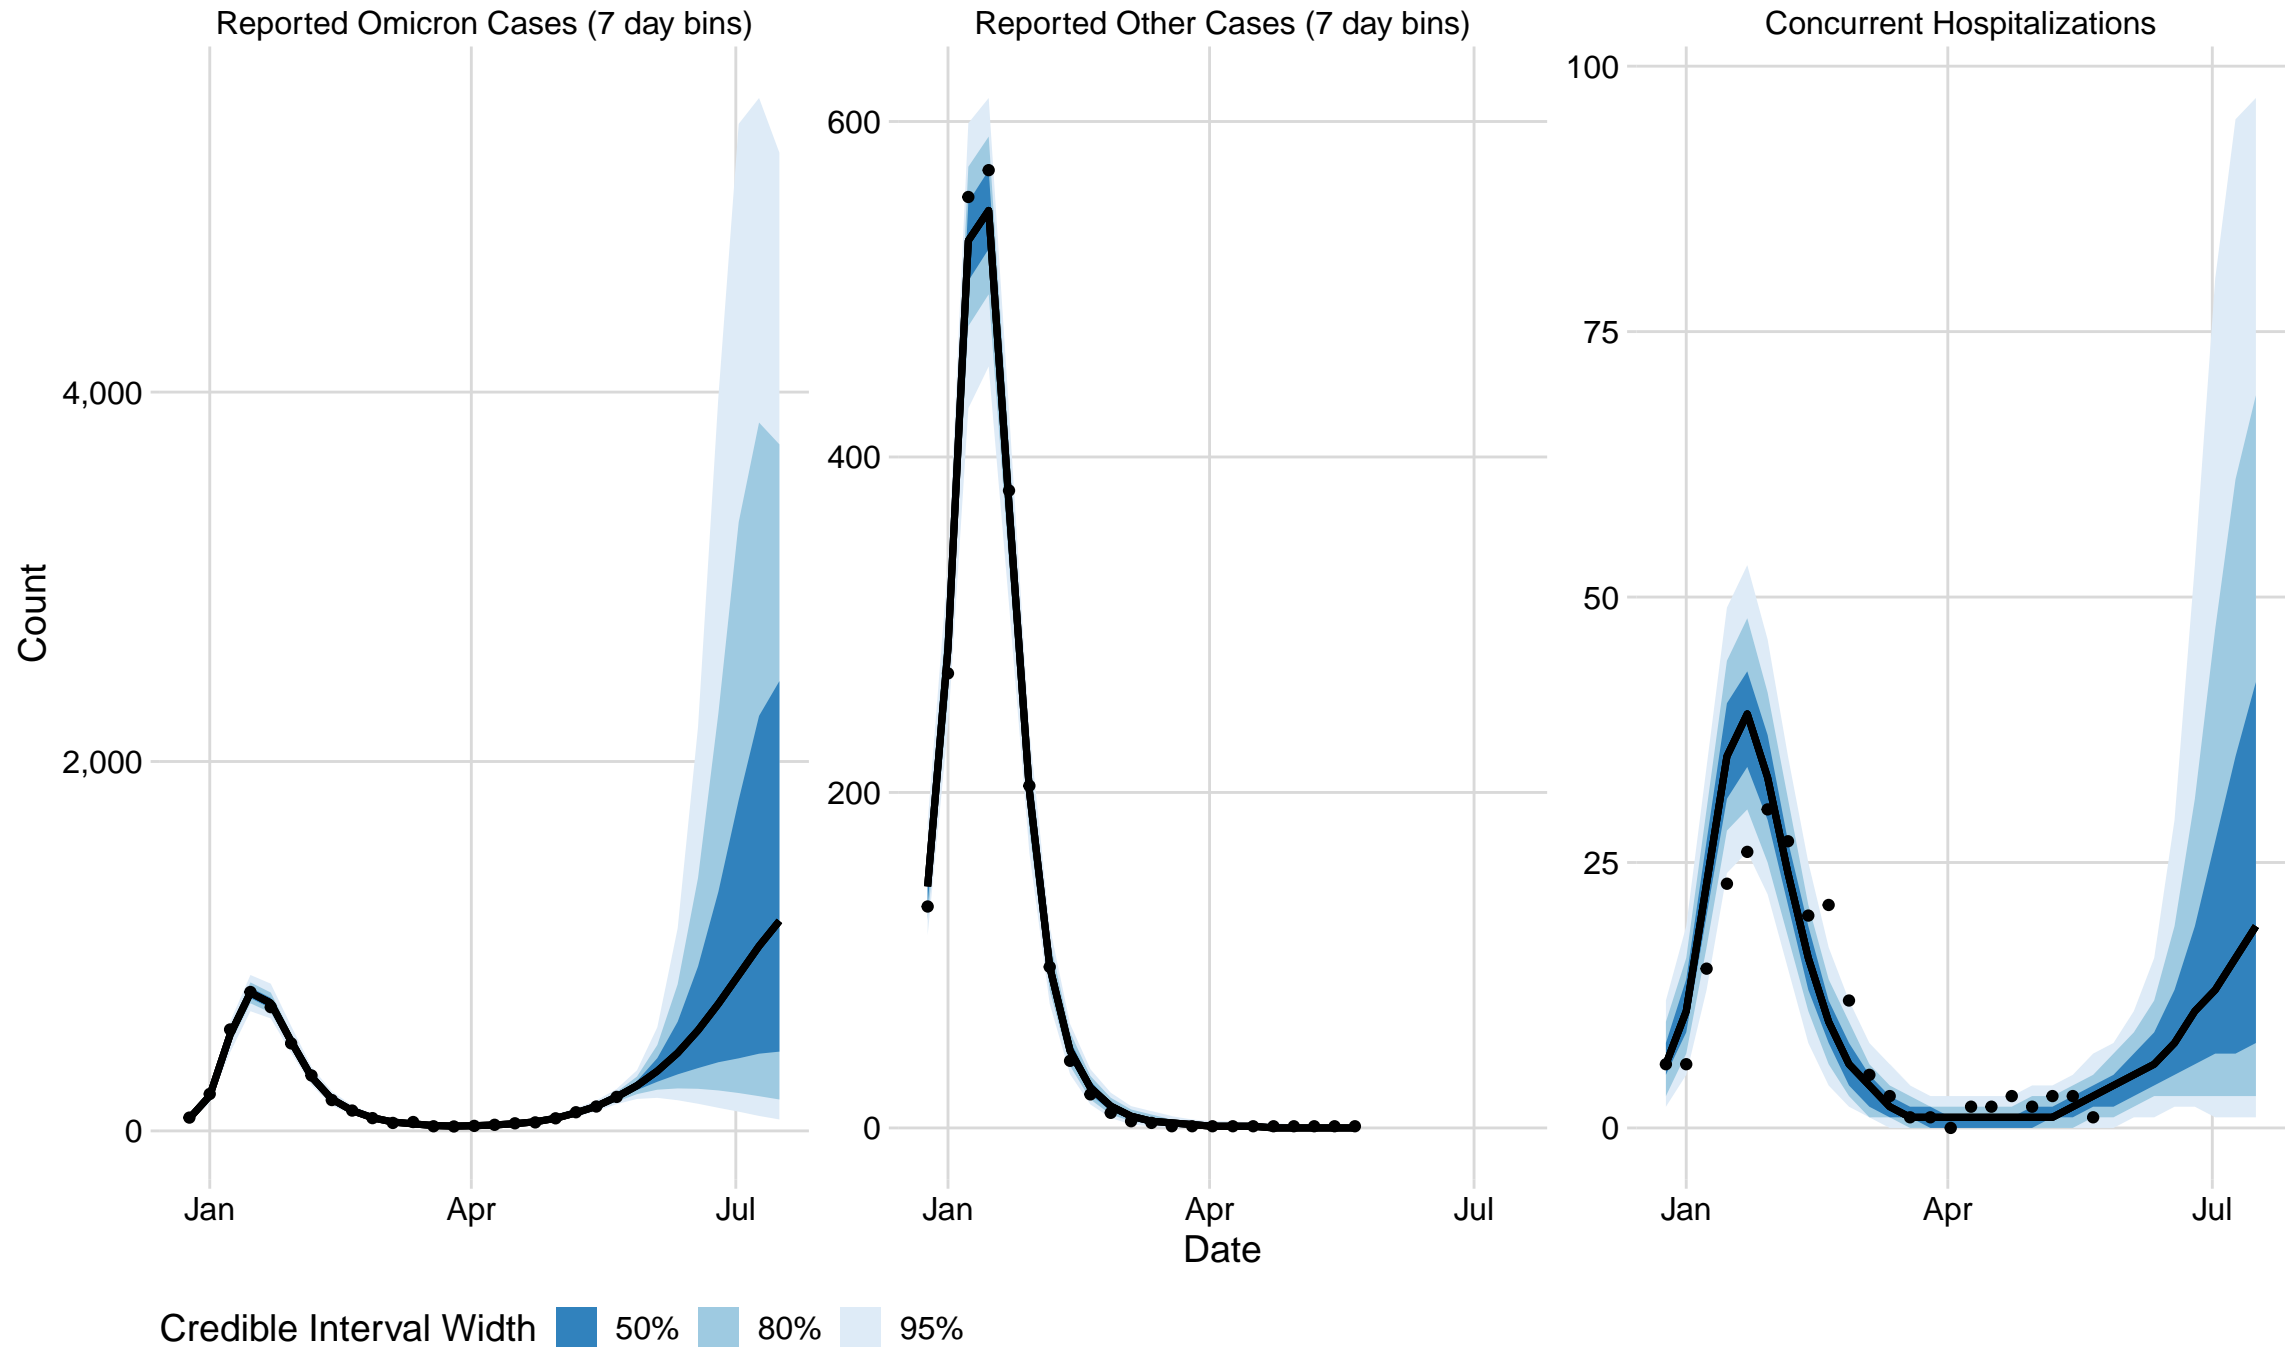 Reported Omicron Cases (7 day bins)
Reported Other Cases (7 day bins)
Concurrent Hospitalizations
Count
4,000
2,000
0
Jan
Apr
Jul
600
400
200
0
Jan
Apr
Jul
100
75
50
25
0
Jan
Apr
Jul
Date
Credible Interval Width 50% 80% 95%